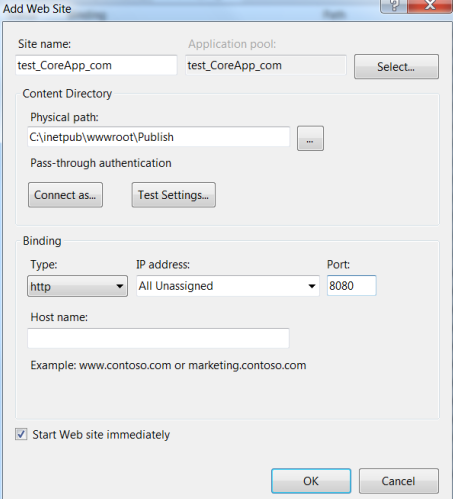 Add Web Site
Site name: Application pool:
test_CoreApp_com test_CoreApp_com Select...
Content Directory
Physical path:
C:\inetpub\wwwroot\Publish ...
Pass-through authentication
Connect as... Test Settings...
Binding
Type: IP address: Port:
http All Unassigned 8080
Host name:
Example: www.contoso.com or marketing.contoso.com
Start Web site immediately
OK Cancel